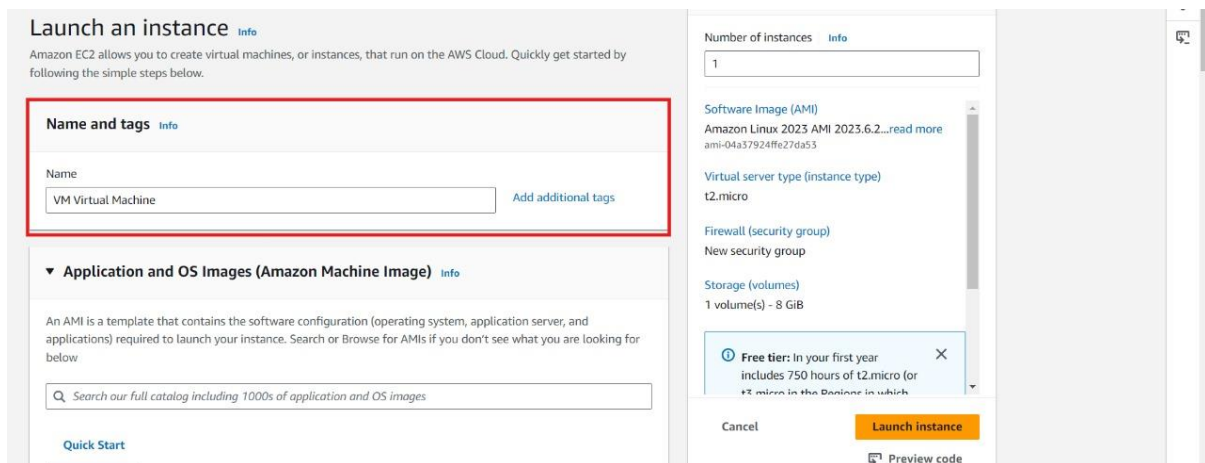 Launch an instance Info
Amazon EC2 allows you to create virtual machines, or instances, that run on the AWS Cloud. Quickly get started by
following the simple steps below.
Name and tags Info
Name
VM Virtual Machine
Add additional tags
▼ Application and OS Images (Amazon Machine Image) Info
An AMI is a template that contains the software configuration (operating system, application server, and
applications) required to launch your instance. Search or Browse for AMIs if you don't see what you are looking for
below
Search our full catalog including 1000s of application and OS images
Quick Start
Number of instances Info
1
Software Image (AMI)
Amazon Linux 2023 AMI 2023.6.2...read more
ami-04a37924ffe27da53
Virtual server type (instance type)
t2.micro
Firewall (security group)
New security group
Storage (volumes)
1 volume(s) - 8 GiB
Free tier: In your first year
includes 750 hours of t2.micro (or
t3.micro in the Regions in which
Cancel
Launch instance
Preview code